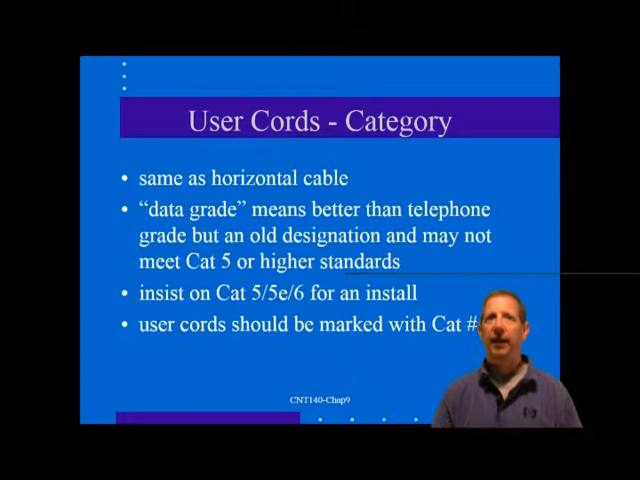 User Cords - Category
• same as horizontal cable
• “data grade” means better than telephone
grade but an old designation and may not
meet Cat 5 or higher standards
• insist on Cat 5/5e/6 for an install
• user cords should be marked with Cat #
CNT140-Chap9